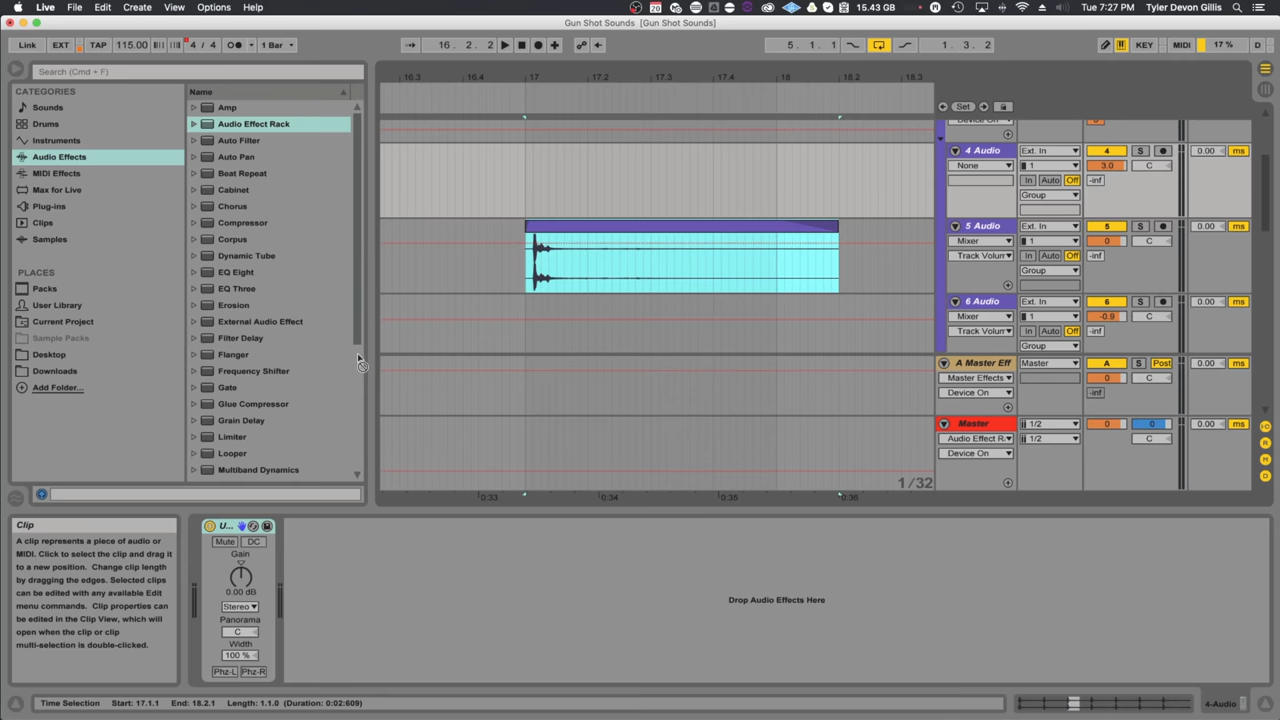 Live File Edit Create View Options Help 15.43 GB Tue 7:27 PM Tyler Devon Gillis
Gun Shot Sounds [Gun Shot Sounds]
Link EXT TAP 115.00 4 / 4 1 Bar 16 . 2 . 2 5 . 1 . 1 1 . 3 . 2 KEY MIDI 17 % D
Search (Cmd + F)
CATEGORIES
Sounds
Drums
Instruments
Audio Effects
MIDI Effects
Max for Live
Plug-ins
Clips
Samples
PLACES
Packs
User Library
Current Project
Sample Packs
Desktop
Downloads
Add Folder...
Name
Amp
Audio Effect Rack
Auto Filter
Auto Pan
Beat Repeat
Cabinet
Chorus
Compressor
Corpus
Dynamic Tube
EQ Eight
EQ Three
Erosion
External Audio Effect
Filter Delay
Flanger
Frequency Shifter
Gate
Glue Compressor
Grain Delay
Limiter
Looper
Multiband Dynamics
16.3 16.4 17 17.2 17.3 17.4 18 18.2 18.3
Set
Device On
4 Audio Ext. In 4 S 0.00 ms
None 1 3.0 C
In Auto Off -inf
Group
5 Audio Ext. In 5 S 0.00 ms
Mixer 1 0 C
Track Volum In Auto Off -inf
Group
6 Audio Ext. In 6 S 0.00 ms
Mixer 1 -0.9 C
Track Volum In Auto Off -inf
Group
A Master Eff Master A S Post 0.00 ms
Master Effects 0 C
Device On -inf
Master 1/2 0 0 0.00 ms
Audio Effect R. 1/2 C
Device On
1/32
0:33 0:34 0:35 0:36
Clip
A clip represents a piece of audio or
MIDI. Click to select the clip and drag it
to a new position. Change clip length
by dragging the edges. Selected clips
can be edited with any available Edit
menu commands. Clip properties can
be edited in the Clip View, which will
open when the clip or clip
multi-selection is double-clicked.
U...
Mute DC
Gain
0.00 dB
Stereo
Panorama
C
Width
100 %
Phz-L Phz-R
Drop Audio Effects Here
Time Selection Start: 17.1.1 End: 18.2.1 Length: 1.1.0 (Duration: 0:02:609) 4-Audio